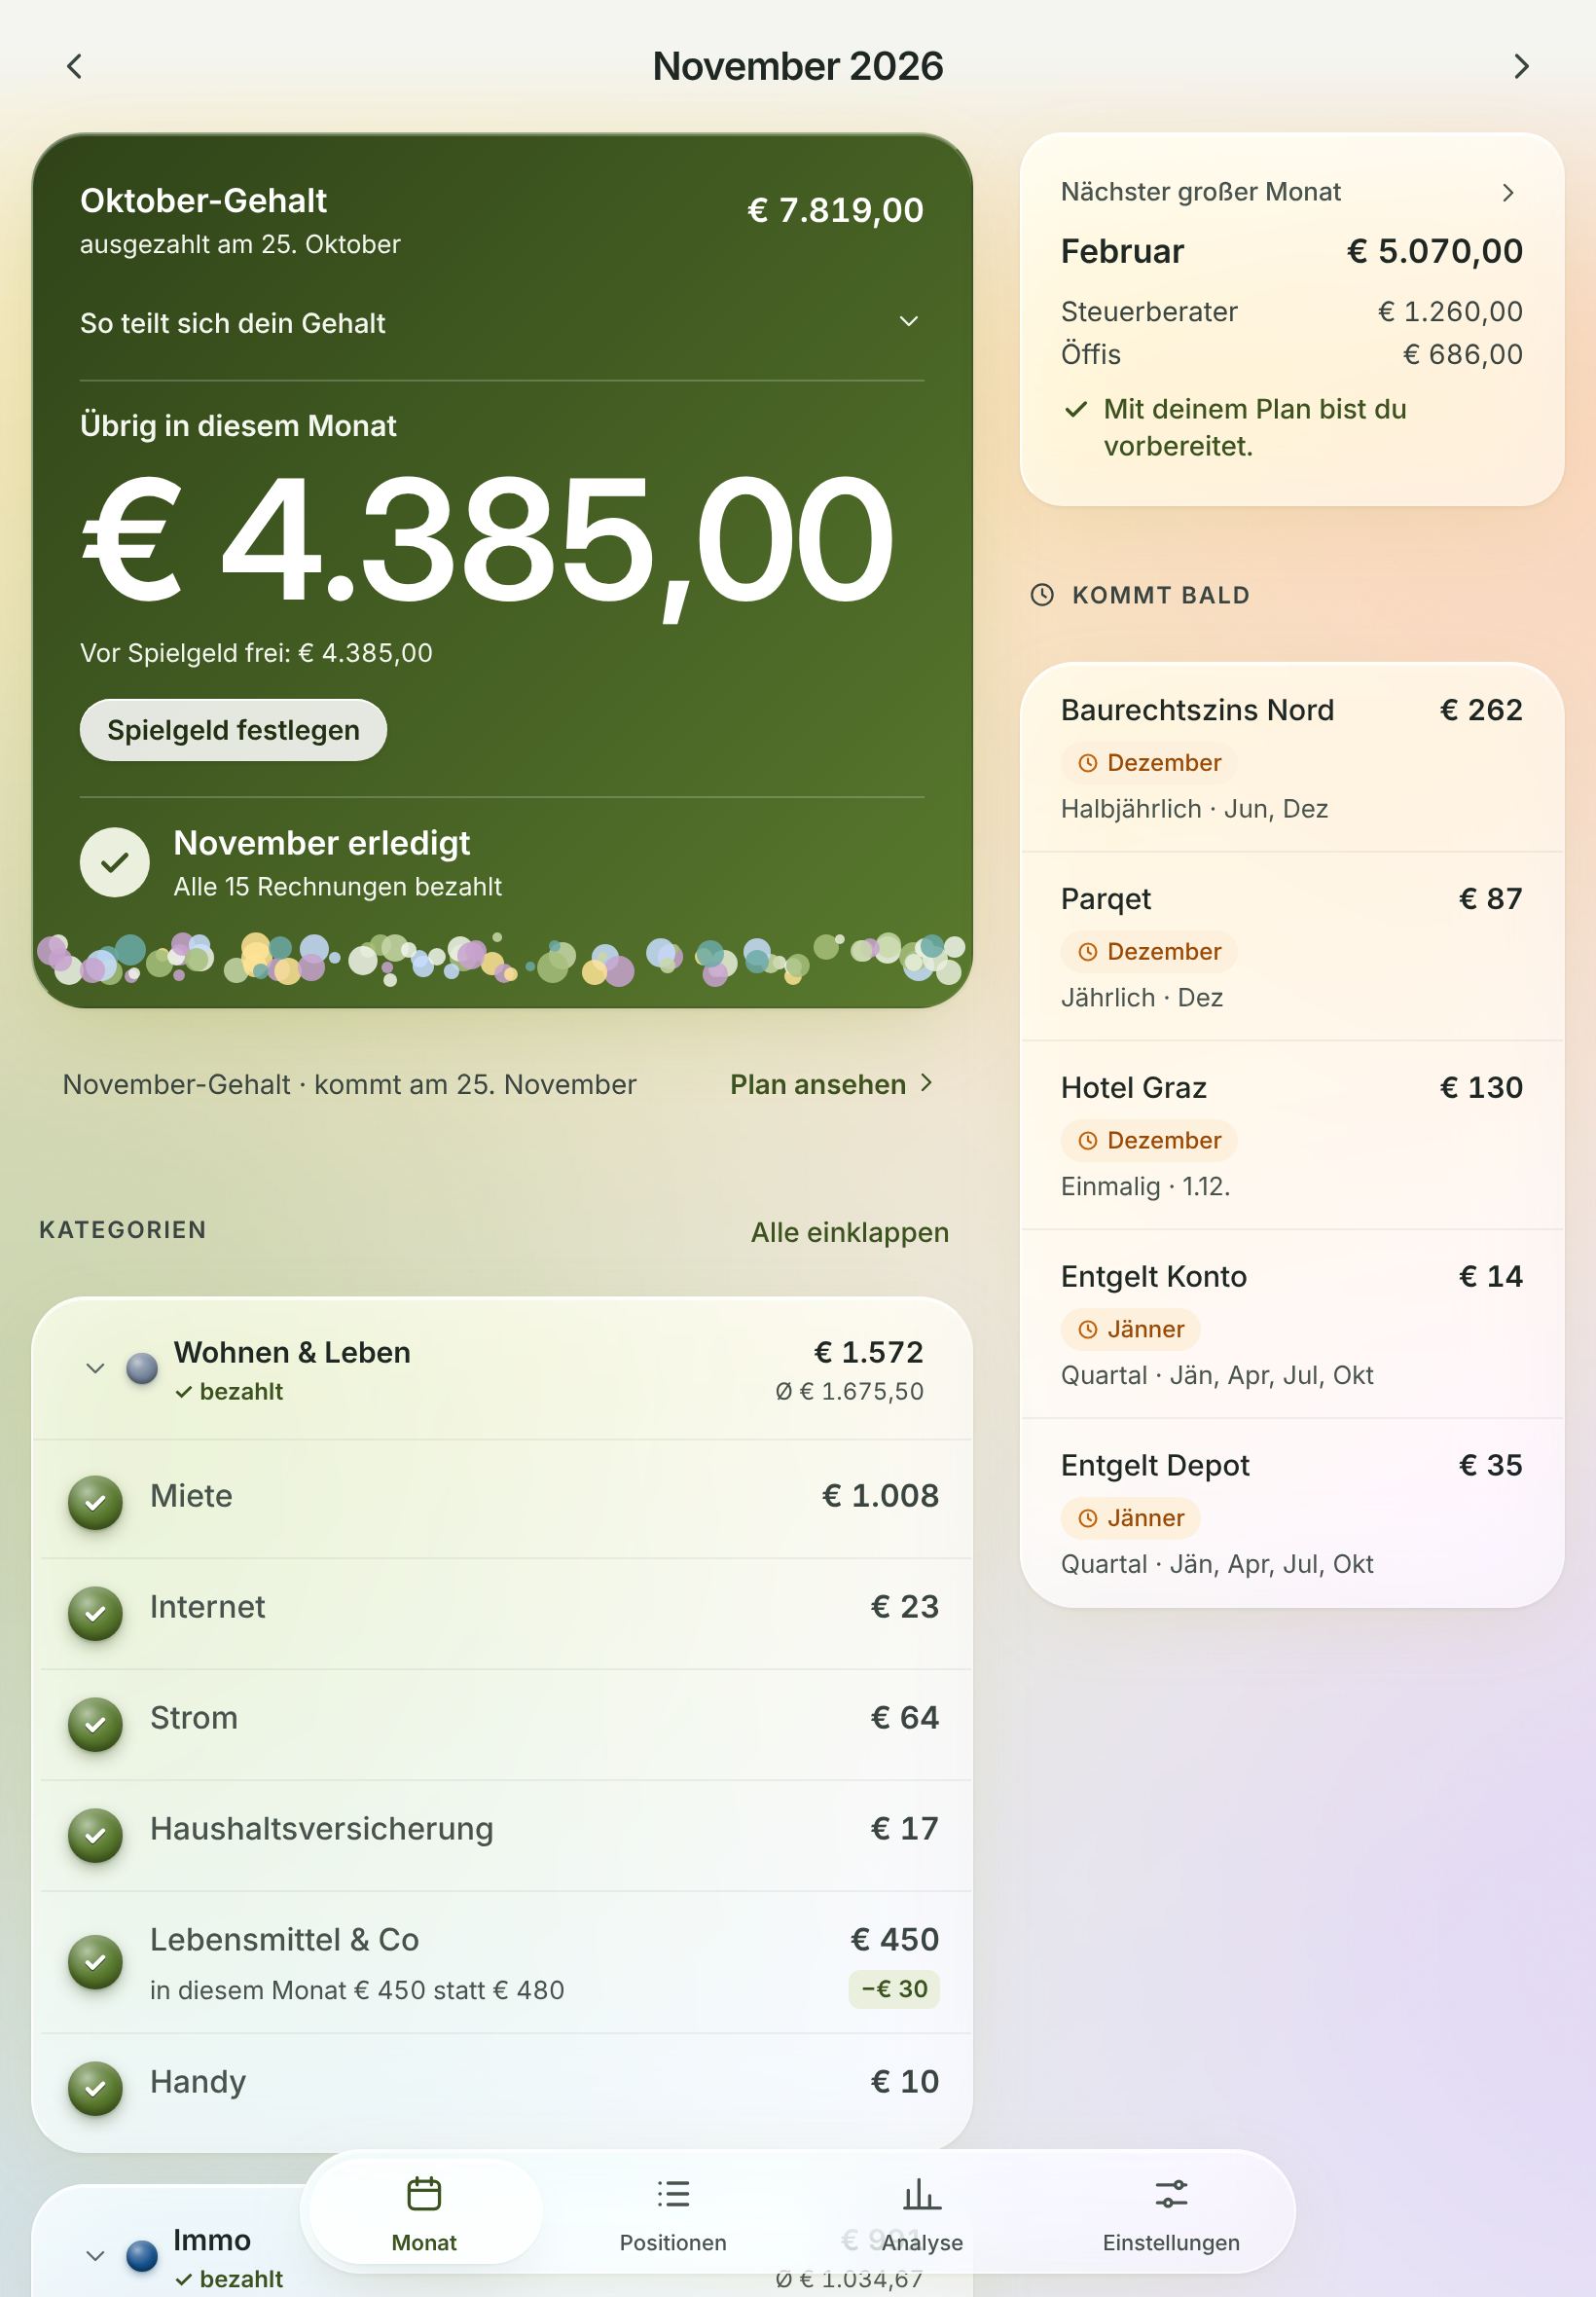 November 2026
Oktober-Gehalt
€ 7.819,00
ausgezahlt am 25. Oktober
So teilt sich dein Gehalt
Übrig in diesem Monat
€ 4.385,00
Vor Spielgeld frei: € 4.385,00
Spielgeld festlegen
November erledigt
Alle 15 Rechnungen bezahlt
November-Gehalt · kommt am 25. November
Plan ansehen
KATEGORIEN
Alle einklappen
Wohnen & Leben
€ 1.572
bezahlt
Ø € 1.675,50
Miete
€ 1.008
Internet
€ 23
Strom
€ 64
Haushaltsversicherung
€ 17
Lebensmittel & Co
€ 450
in diesem Monat € 450 statt € 480
−€ 30
Handy
€ 10
Immo
bezahlt
Ø € 1.034,67
Nächster großer Monat
Februar
€ 5.070,00
Steuerberater
€ 1.260,00
Öffis
€ 686,00
Mit deinem Plan bist du
vorbereitet.
KOMMT BALD
Baurechtszins Nord
€ 262
Dezember
Halbjährlich · Jun, Dez
Parqet
€ 87
Dezember
Jährlich · Dez
Hotel Graz
€ 130
Dezember
Einmalig · 1.12.
Entgelt Konto
€ 14
Jänner
Quartal · Jän, Apr, Jul, Okt
Entgelt Depot
€ 35
Jänner
Quartal · Jän, Apr, Jul, Okt
Monat
Positionen
Analyse
Einstellungen